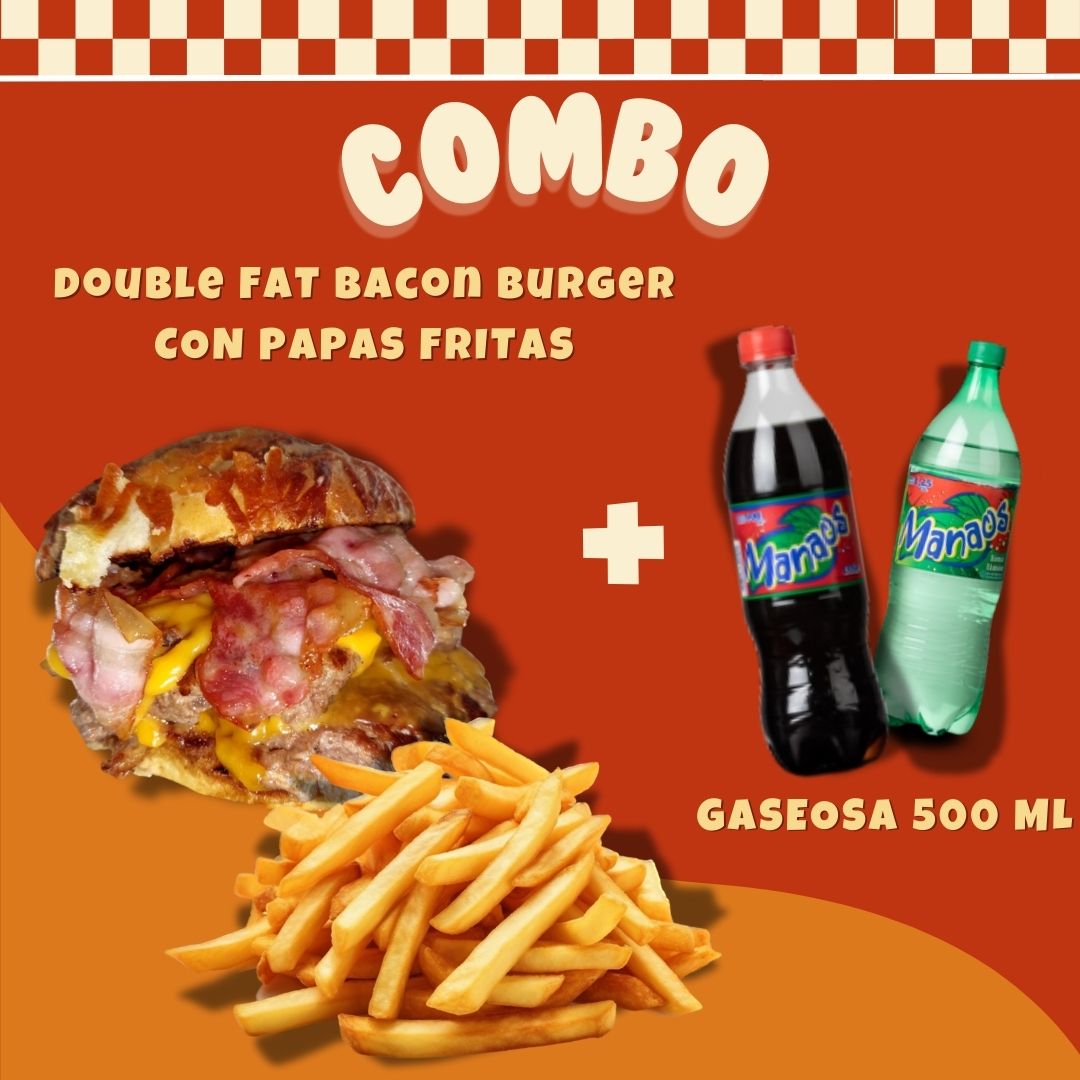 COMBO
DOUBLE FAT BACON BURGER
CON PAPAS FRITAS
Manaos
Manaos
GASEOSA 500 ML